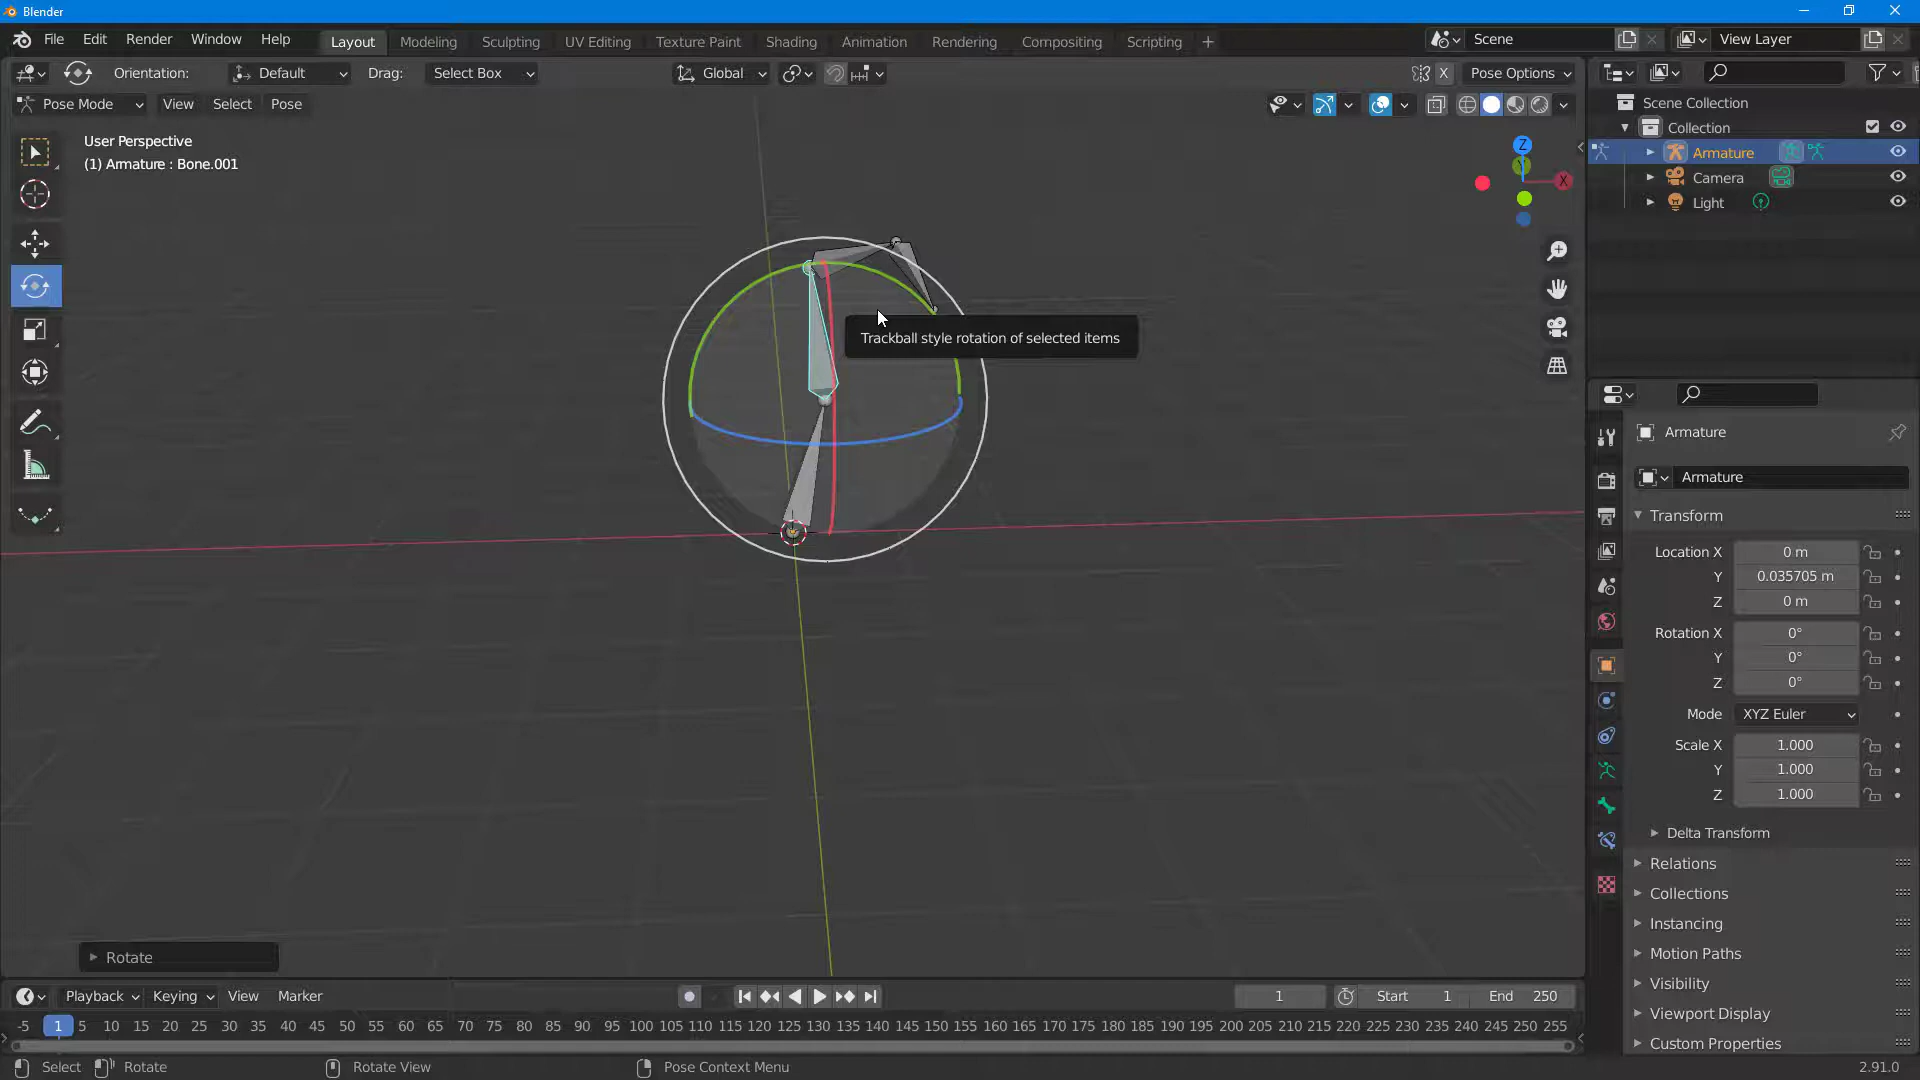 Blender
File Edit Render Window Help Layout Modeling Sculpting UV Editing Texture Paint Shading Animation Rendering Compositing Scripting + Scene View Layer
Orientation: Default Drag: Select Box Global X Pose Options
Pose Mode View Select Pose
User Perspective
(1) Armature : Bone.001
Z
Y
X
Trackball style rotation of selected items
Rotate
Scene Collection
Collection
Armature
Camera
Light
Armature
Armature
Transform
Location X 0 m
Y 0.035705 m
Z 0 m
Rotation X 0°
Y 0°
Z 0°
Mode XYZ Euler
Scale X 1.000
Y 1.000
Z 1.000
Delta Transform
Relations
Collections
Instancing
Motion Paths
Visibility
Viewport Display
Custom Properties
Playback Keying View Marker 1 Start 1 End 250
-5 1 5 10 15 20 25 30 35 40 45 50 55 60 65 70 75 80 85 90 95 100 105 110 115 120 125 130 135 140 145 150 155 160 165 170 175 180 185 190 195 200 205 210 215 220 225 230 235 240 245 250 255
Select Rotate Rotate View Pose Context Menu 2.91.0